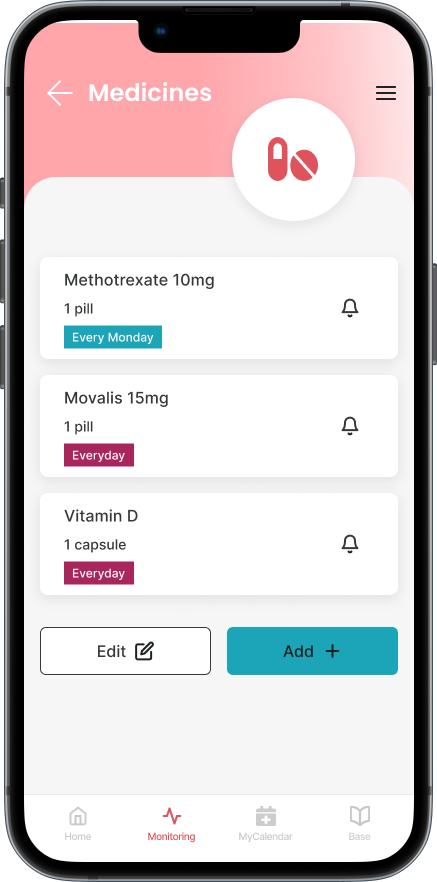 Medicines
Methotrexate 10mg
1 pill
Every Monday
Movalis 15mg
1 pill
Everyday
Vitamin D
1 capsule
Everyday
Edit
Add
Home
Monitoring
MyCalendar
Base